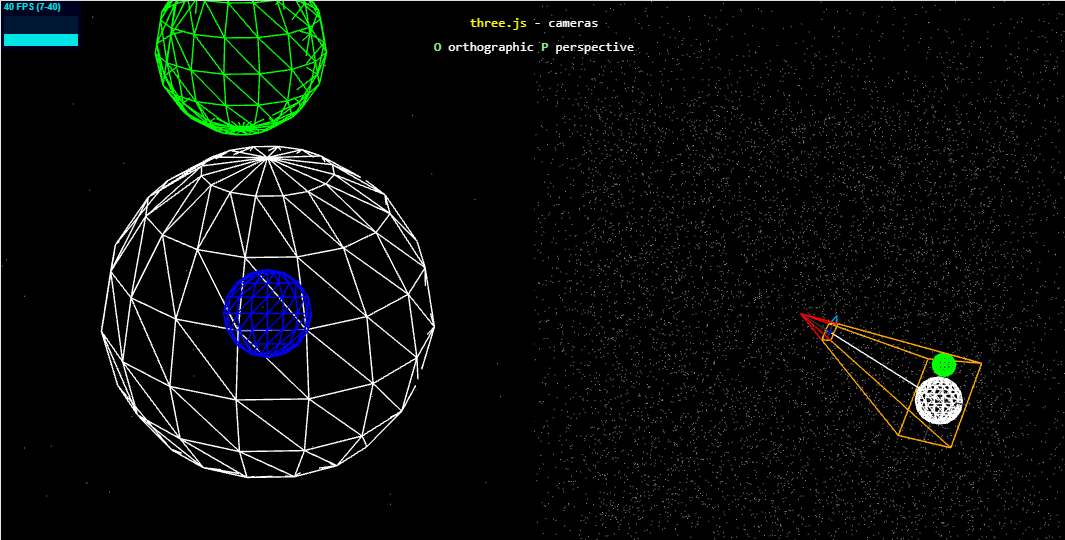 40 FPS (7-40)
three.js - cameras
O orthographic P perspective